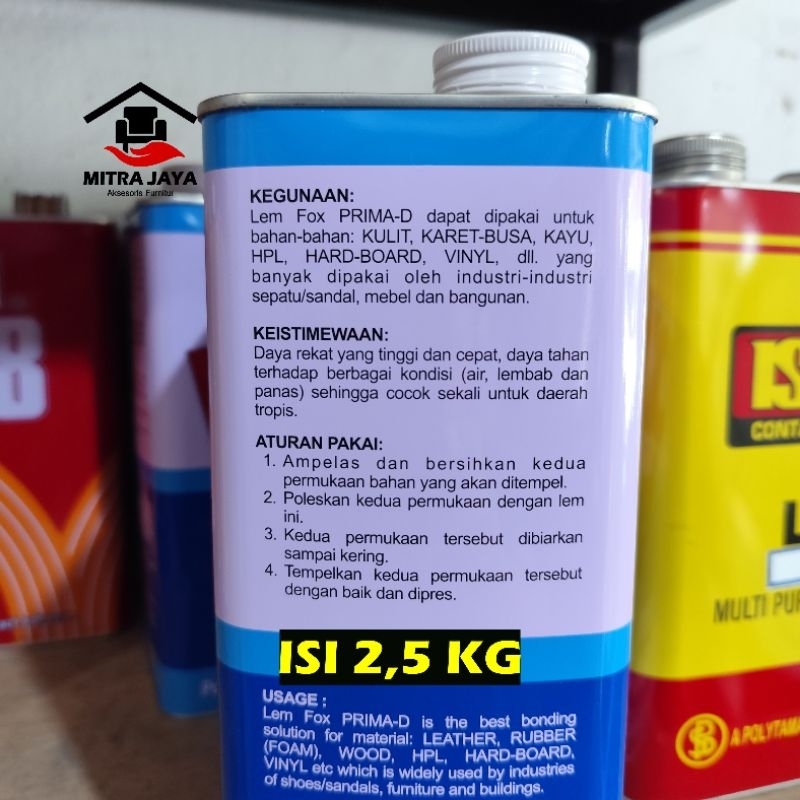 MITRA JAYA
Aksesoris Furnitur
KEGUNAAN:
Lem Fox PRIMA-D dapat dipakai untuk
bahan-bahan: KULIT, KARET-BUSA, KAYU,
HPL, HARD-BOARD, VINYL, dll. yang
banyak dipakai oleh industri-industri
sepatu/sandal, mebel dan bangunan.
KEISTIMEWAAN:
Daya rekat yang tinggi dan cepat, daya tahan
terhadap berbagai kondisi (air, lembab dan
panas) sehingga cocok sekali untuk daerah
tropis.
ATURAN PAKAI:
1. Ampelas dan bersihkan kedua
permukaan bahan yang akan ditempel.
2. Poleskan kedua permukaan dengan lem
ini.
3. Kedua permukaan tersebut dibiarkan
sampai kering.
4. Tempelkan kedua permukaan tersebut
dengan baik dan dipres.
ISI 2,5 KG
USAGE :
Lem Fox PRIMA-D is the best bonding
solution for material: LEATHER, RUBBER
(FOAM), WOOD, HPL, HARD-BOARD,
VINYL etc which is widely used by industries
of shoes/sandals, furniture and buildings.
MULTI